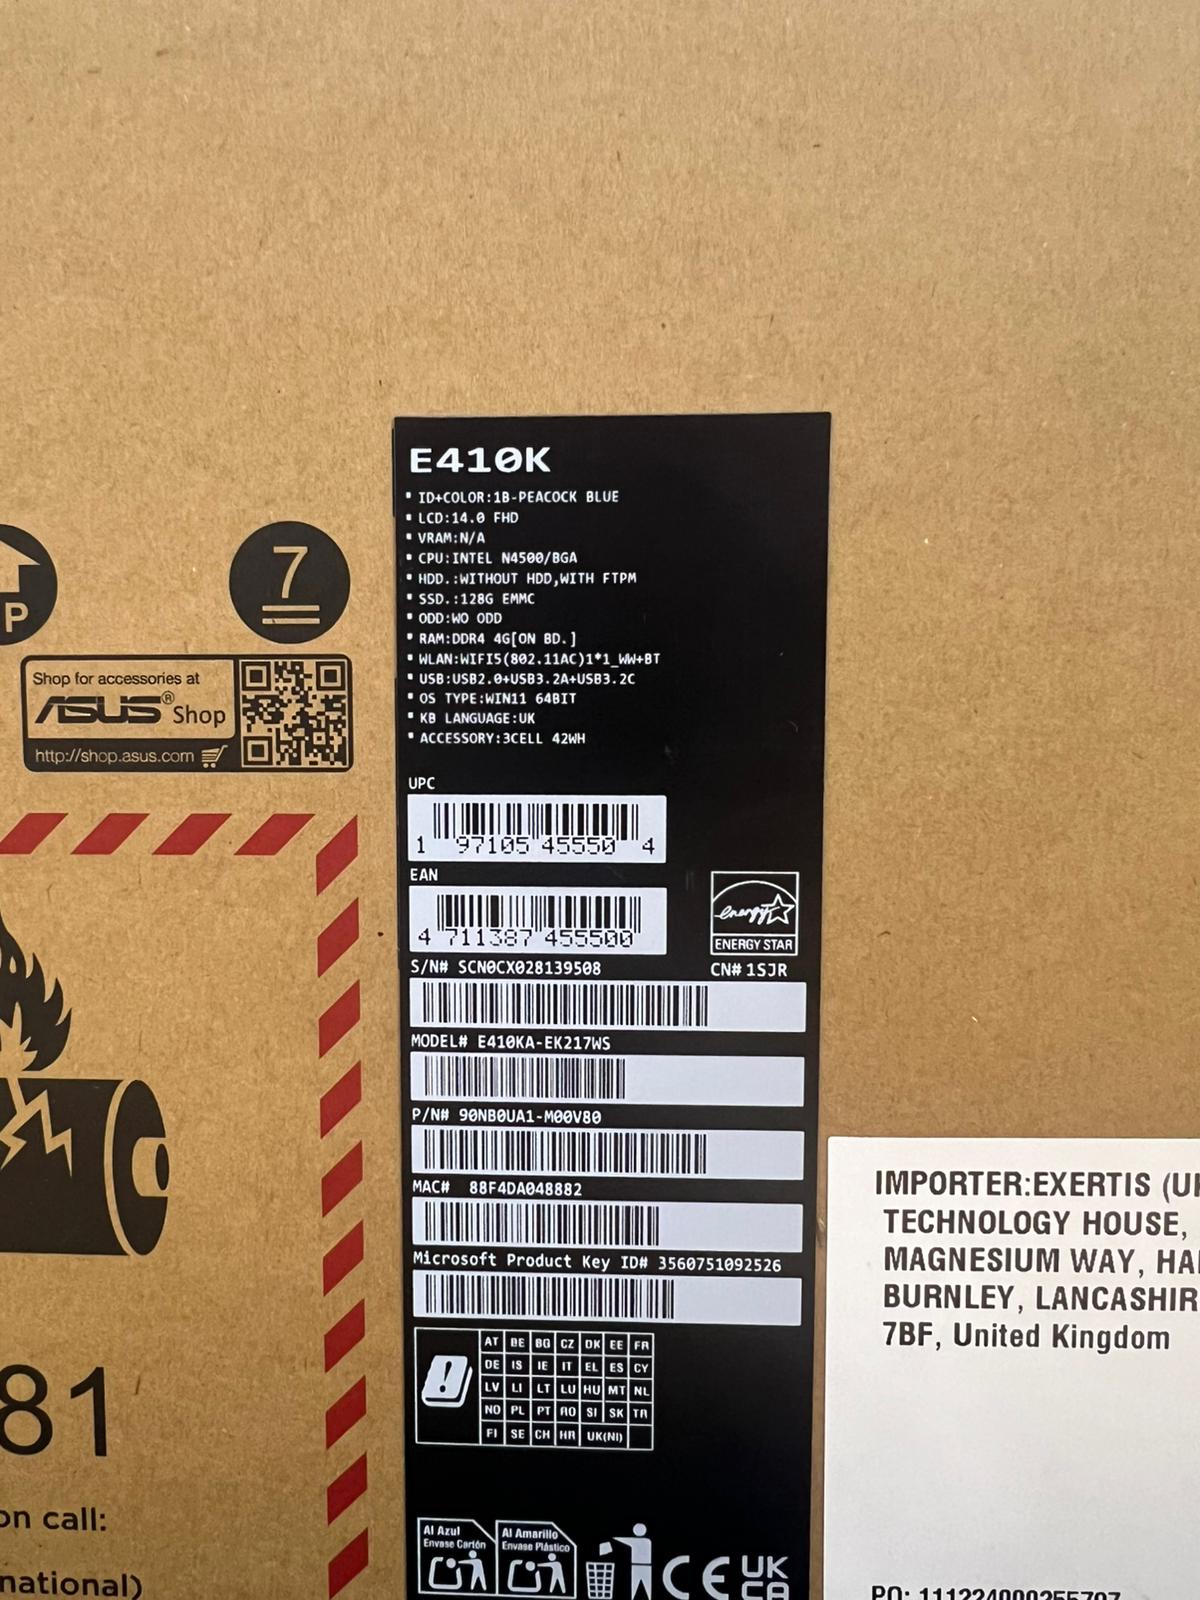 E410K
ID+COLOR:1B-PEACOCK BLUE
LCD:14.0 FHD
VRAM:N/A
CPU:INTEL N4500/BGA
HDD.:WITHOUT HDD,WITH FTPM
SSD.:128G EMMC
ODD:WO ODD
RAM:DDR4 4G[ON BD.]
WLAN:WIFI5(802.11AC)1*1_WW+BT
USB:USB2.0+USB3.2A+USB3.2C
OS TYPE:WIN11 64BIT
KB LANGUAGE:UK
ACCESSORY:3CELL 42WH
P
7
Shop for accessories at
ASUS® Shop
http://shop.asus.com
UPC
1 97105 45550 4
EAN
4 711387 455500
ENERGY STAR
S/N# SCN0CX028139508
CN# 1SJR
MODEL# E410KA-EK217WS
P/N# 90NB0UA1-M00V80
MAC# 88F4DA048882
Microsoft Product Key ID# 3560751092526
AT BE BG CZ DK EE FR
DE IS IE IT EL ES CY
LV LI LT LU HU MT NL
NO PL PT RO SI SK TR
FI SE CH HR UK(NI)
Al Azul
Envase Cartón
Al Amarillo
Envase Plástico
CE
UK
CA
81
on call:
national)
IMPORTER:EXERTIS (U
TECHNOLOGY HOUSE,
MAGNESIUM WAY, HA
BURNLEY, LANCASHIR
7BF, United Kingdom
PO: 111224000255797